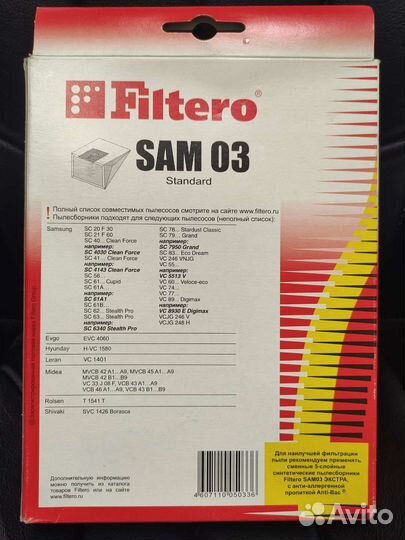 Filtero®
SAM 03
Standard
! Полный список совместимых пылесосов смотрите на сайте www.filtero.ru
Пылесборники подходят для следующих пылесосов (неполный список):
Samsung
SC 20 F 30
SC 21 F 60
SC 40... Clean Force
например:
SC 4030 Clean Force
SC 41... Clean Force
например:
SC 4143 Clean Force
SC 56...
SC 61... Cupid
SC 61A...
например:
SC 61A1
SC 61B...
SC 62... Stealth Pro
SC 63... Stealth Pro
например:
SC 6340 Stealth Pro
SC 78... Stardust Classic
SC 79... Grand
например:
SC 7950 Grand
SC 83... Eco Dream
VC 246 VNJG
VC 55...
например:
VC 5513 V
VC 60... Veloce-eco
VC 74...
VC 77...
VC 89... Digimax
например:
VC 8930 E Digimax
VCJG 246 V
VCJG 248 H
Evgo EVC 4060
Hyunday H-VC 1580
Leran VC 1401
Midea MVCB 42 A1...A9, MVCB 45 A1...A9
MVCB 42 B1...B9
VC 33 J 08 F, VCB 43 A1...A9
VCB 46 A1...A9, VCB 43 B1...B9
Rolsen T 1541 T
Shivaki SVC 1426 Borasca
Дополнительную информацию
можно получить из каталога
товаров Filtero или на сайте
www.filtero.ru
4607110050336
Для наилучшей фильтрации
пыли рекомендуем применять
сменные 5-слойные
синтетические пылесборники
Filtero SAM03 ЭКСТРА,
с анти-аллергенной
пропиткой Anti-Bac®
Avito